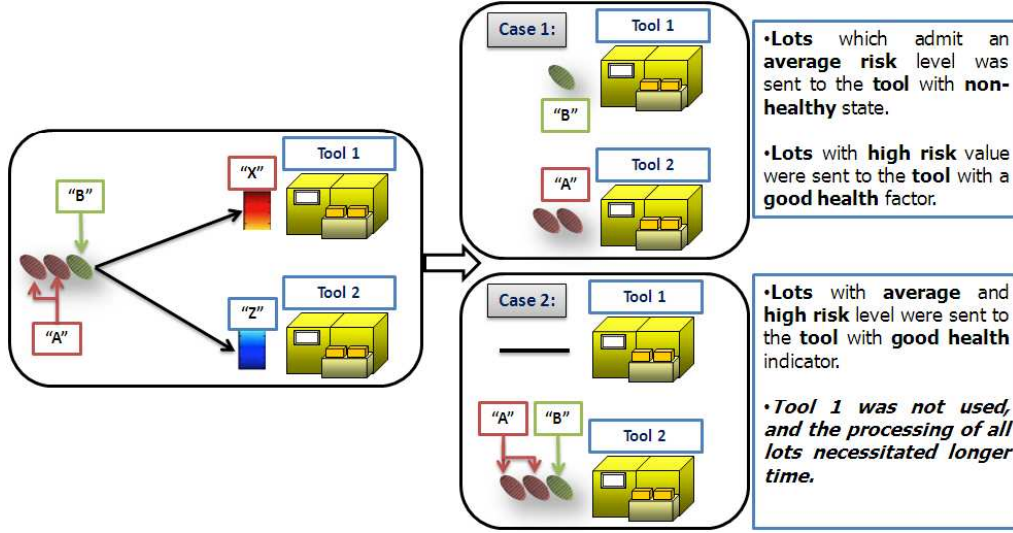 "B"
"A"
"X"
Tool 1
"Z"
Tool 2
Case 1:
Tool 1
"B"
Tool 2
"A"
•Lots which admit an
average risk level was
sent to the tool with non-
healthy state.
•Lots with high risk value
were sent to the tool with a
good health factor.
Case 2:
Tool 1
"A"
"B"
Tool 2
•Lots with average and
high risk level were sent to
the tool with good health
indicator.
•Tool 1 was not used,
and the processing of all
lots necessitated longer
time.